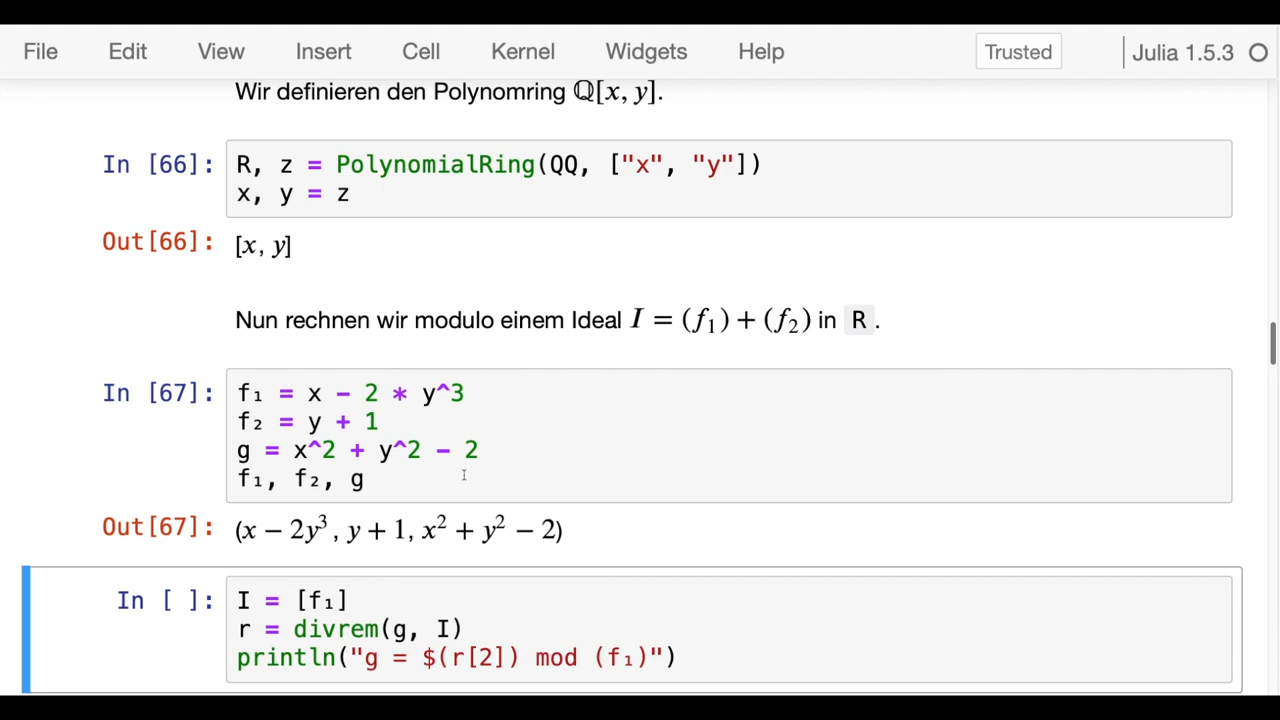 File Edit View Insert Cell Kernel Widgets Help Trusted Julia 1.5.3
Wir definieren den Polynomring ℚ[x, y].
In [66]: R, z = PolynomialRing(QQ, ["x", "y"])
x, y = z
Out[66]: [x, y]
Nun rechnen wir modulo einem Ideal I = (f₁) + (f₂) in R .
In [67]: f₁ = x - 2 * y^3
f₂ = y + 1
g = x^2 + y^2 - 2
f₁, f₂, g
Out[67]: (x − 2y³, y + 1, x² + y² − 2)
In [ ]: I = [f₁]
r = divrem(g, I)
println("g = $(r[2]) mod (f₁)")